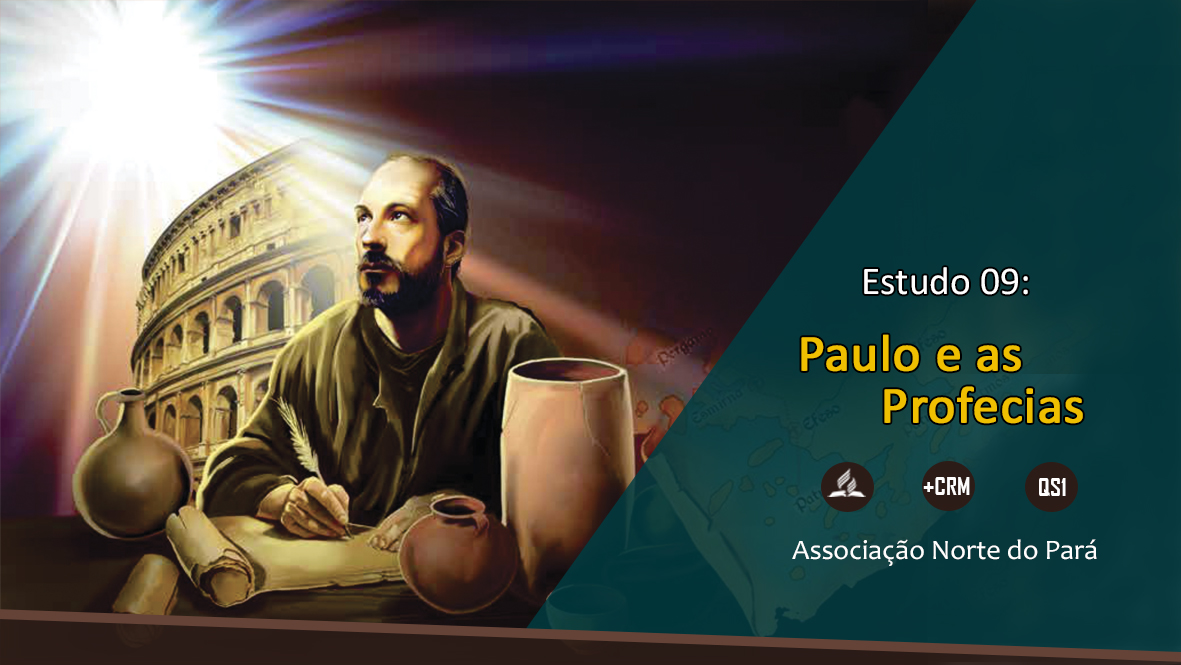 Estudo 09:
Paulo e as
Profecias
+CRM
QS1
Associação Norte do Pará